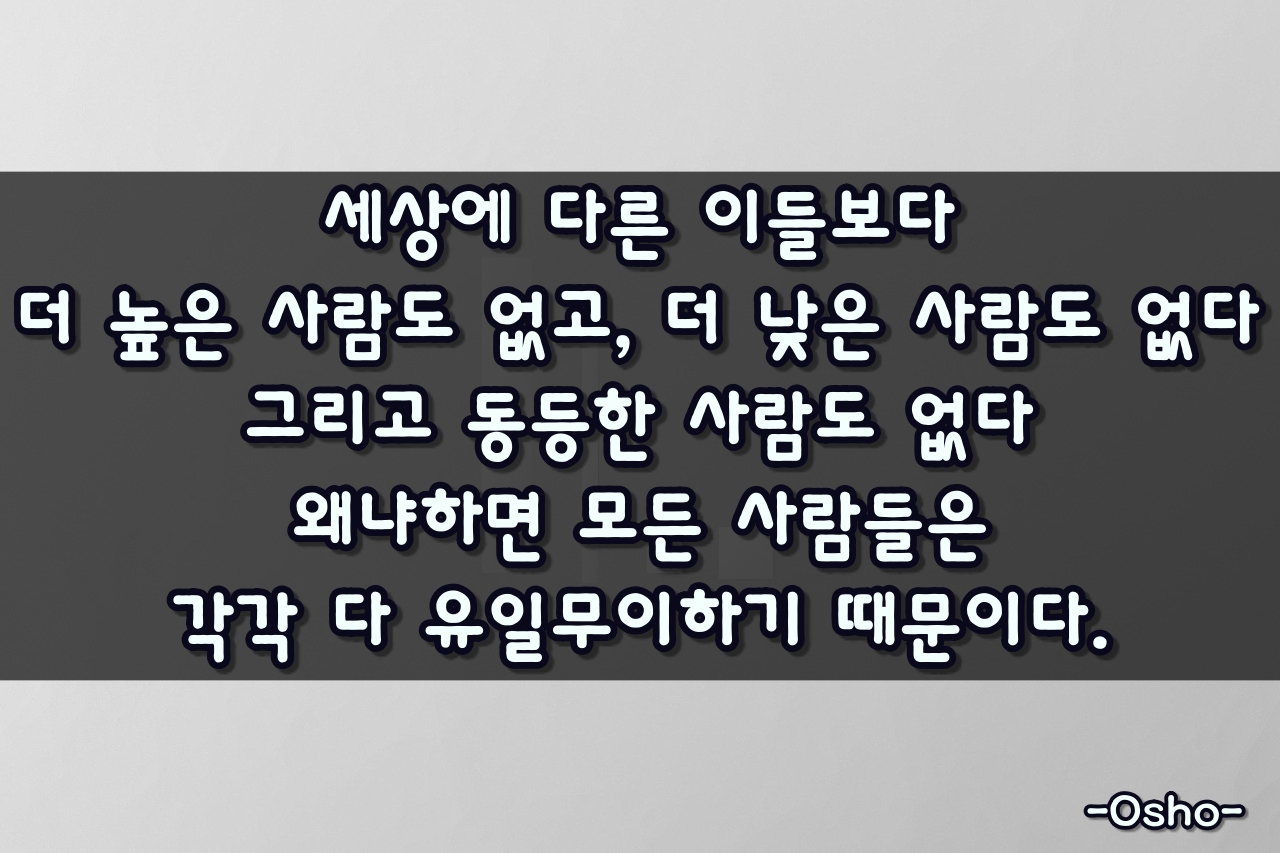 세상에 다른 이들보다
더 높은 사람도 없고, 더 낮은 사람도 없다
그리고 동등한 사람도 없다
왜냐하면 모든 사람들은
각각 다 유일무이하기 때문이다.
-Osho-